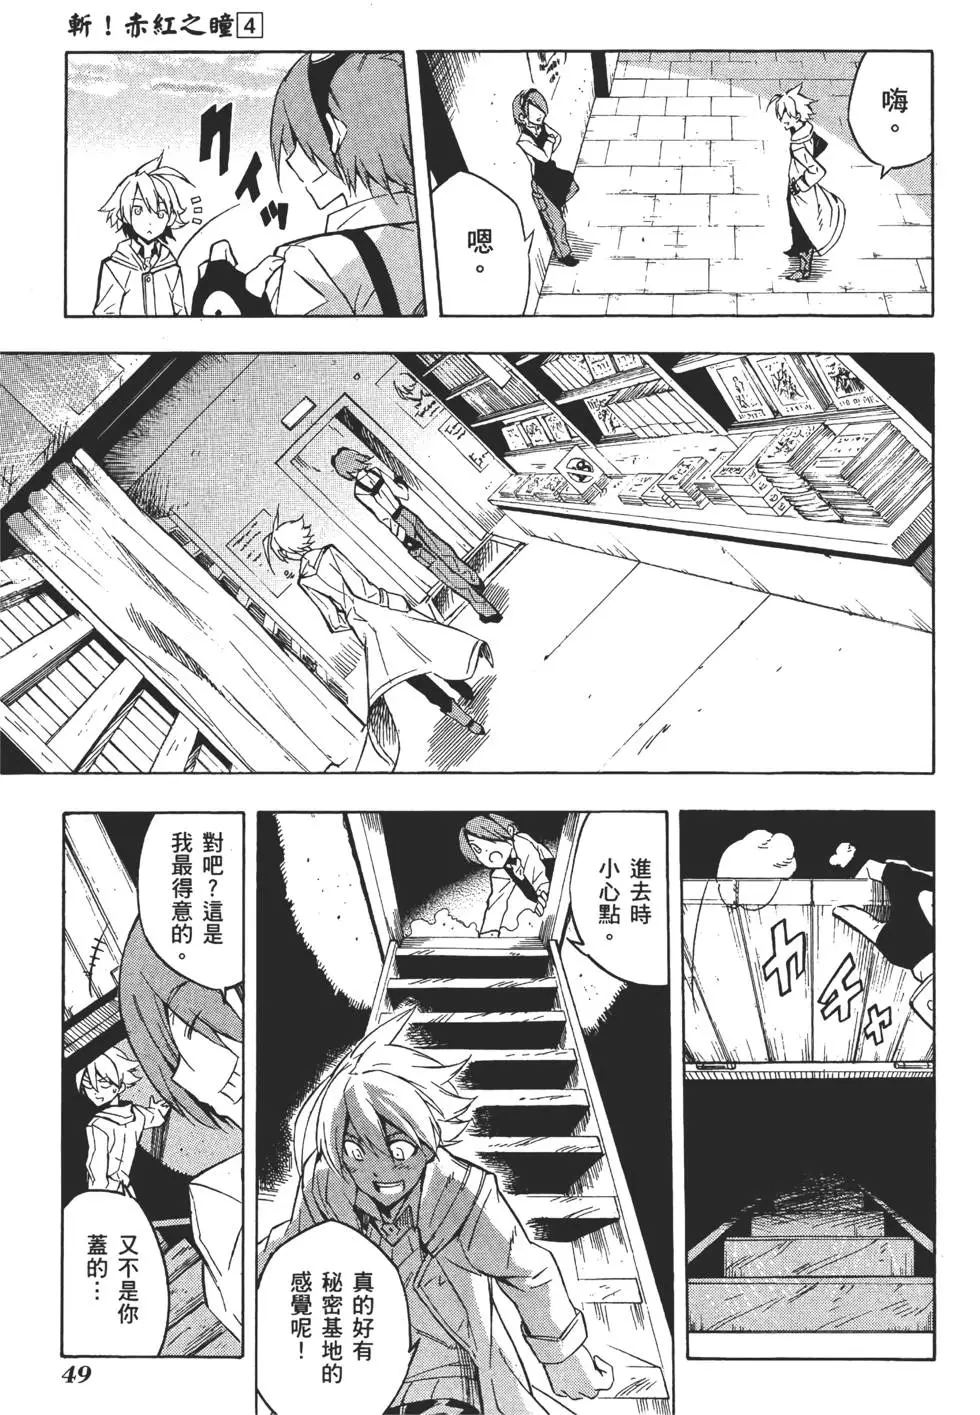 斬！赤紅之瞳 4
嗨。
嗯。
クイッ
ガチャ
進去時
小心點。
真的好有
秘密基地的
感覺呢！
對吧？這是
我最得意的。
又不是你
蓋的…
49